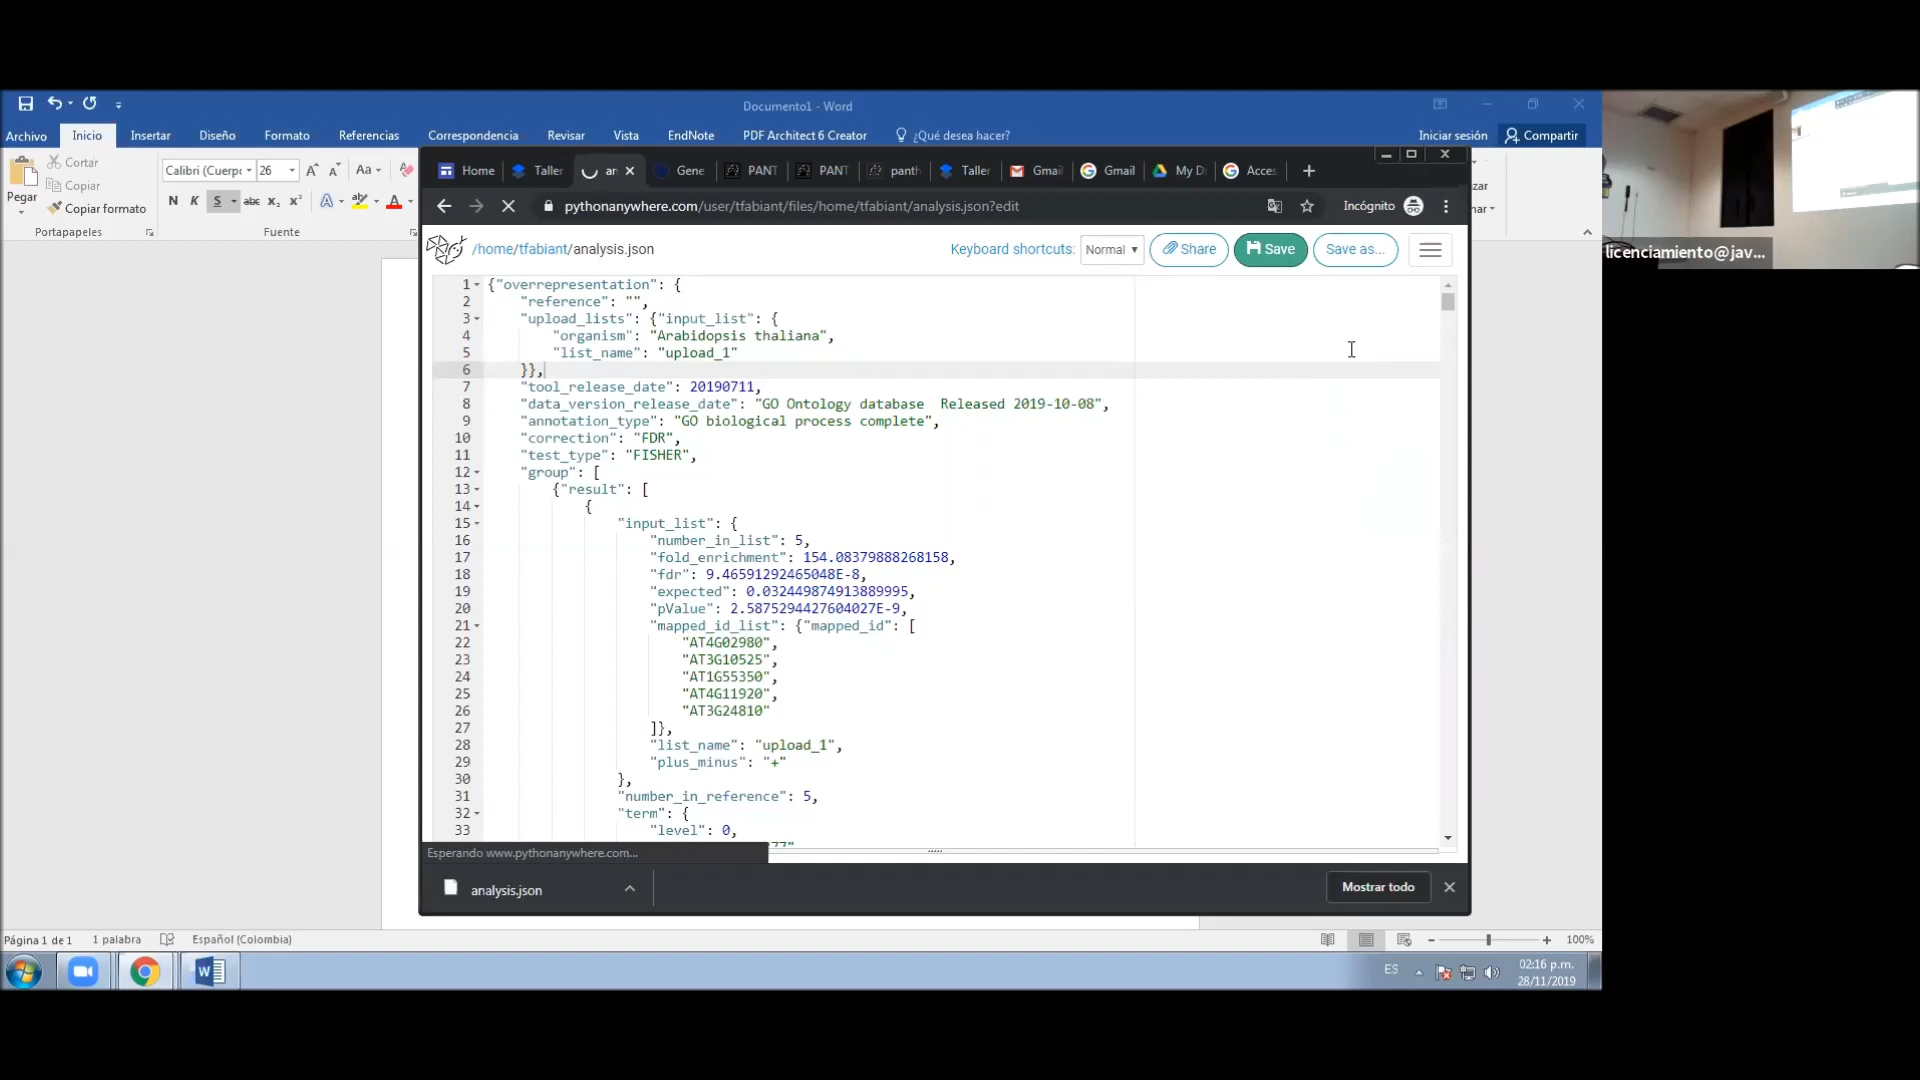 Documento1 - Word
Archivo Inicio Insertar Diseño Formato Referencias Correspondencia Revisar Vista EndNote PDF Architect 6 Creator ¿Qué desea hacer? Iniciar sesión Compartir
Pegar
Cortar
Copiar
Copiar formato
Portapapeles
Calibri (Cuerpo 26
Aa
N K S abc x₂ x² A A
Fuente
Home Taller an Gene PANT PANT panth Taller Gmail Gmail My D Acces
pythonanywhere.com/user/tfabiant/files/home/tfabiant/analysis.json?edit Incógnito
/home/tfabiant/analysis.json Keyboard shortcuts: Normal Share Save Save as...
1 {"overrepresentation": {
2 "reference": "",
3 "upload_lists": {"input_list": {
4 "organism": "Arabidopsis thaliana",
5 "list_name": "upload_1"
6 }},
7 "tool_release_date": 20190711,
8 "data_version_release_date": "GO Ontology database  Released 2019-10-08",
9 "annotation_type": "GO biological process complete",
10 "correction": "FDR",
11 "test_type": "FISHER",
12 "group": [
13 {"result": [
14 {
15 "input_list": {
16 "number_in_list": 5,
17 "fold_enrichment": 154.08379888268158,
18 "fdr": 9.46591292465048E-8,
19 "expected": 0.032449874913889995,
20 "pValue": 2.5875294427604027E-9,
21 "mapped_id_list": {"mapped_id": [
22 "AT4G02980",
23 "AT3G10525",
24 "AT1G55350",
25 "AT4G11920",
26 "AT3G24810"
27 ]},
28 "list_name": "upload_1",
29 "plus_minus": "+"
30 },
31 "number_in_reference": 5,
32 "term": {
33 "level": 0,
Esperando www.pythonanywhere.com...
analysis.json Mostrar todo
Página 1 de 1 1 palabra Español (Colombia) 100%
ES 02:16 p.m.
28/11/2019
licenciamiento@jav...